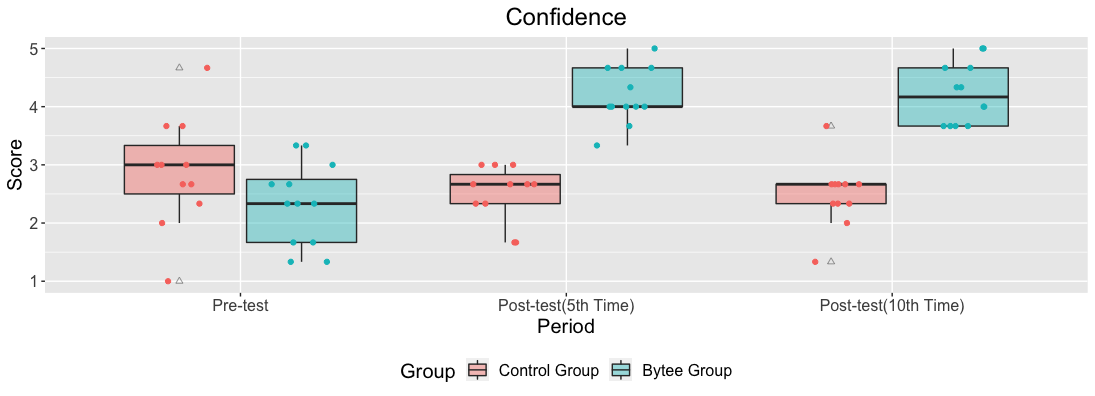 Confidence
5
4
3
2
1
Score
Pre-test
Post-test(5th Time)
Post-test(10th Time)
Period
Group Control Group Bytee Group